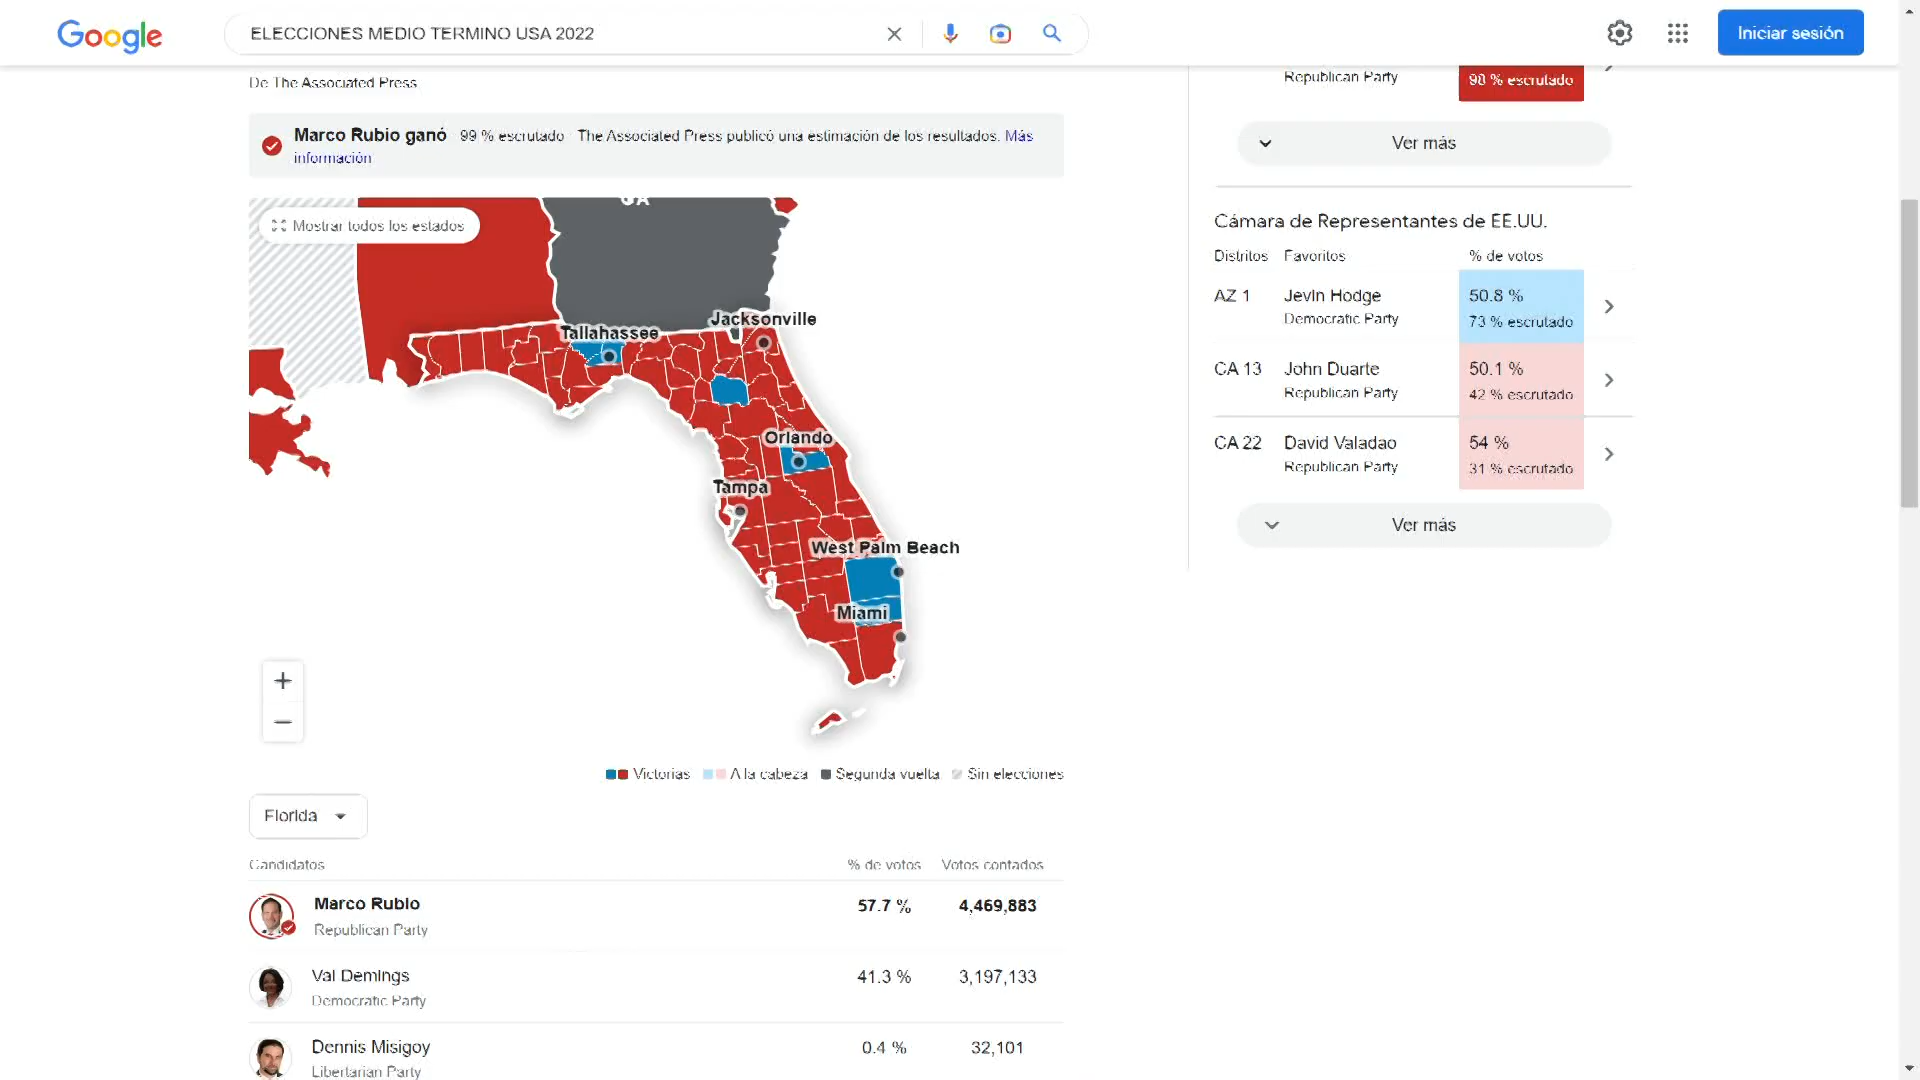 Google
ELECCIONES MEDIO TERMINO USA 2022
Iniciar sesión
De The Associated Press
Marco Rubio ganó 99 % escrutado The Associated Press publicó una estimación de los resultados. Más
información
Mostrar todos los estados
GA
Tallahassee
Jacksonville
Orlando
Tampa
West Palm Beach
Miami
+
−
Victorias A la cabeza Segunda vuelta Sin elecciones
Florida
Candidatos % de votos Votos contados
Marco Rubio 57.7 % 4,469,883
Republican Party
Val Demings 41.3 % 3,197,133
Democratic Party
Dennis Misigoy 0.4 % 32,101
Libertarian Party
Republican Party 98 % escrutado
Ver más
Cámara de Representantes de EE.UU.
Distritos Favoritos % de votos
AZ 1 Jevin Hodge 50.8 %
Democratic Party 73 % escrutado
CA 13 John Duarte 50.1 %
Republican Party 42 % escrutado
CA 22 David Valadao 54 %
Republican Party 31 % escrutado
Ver más